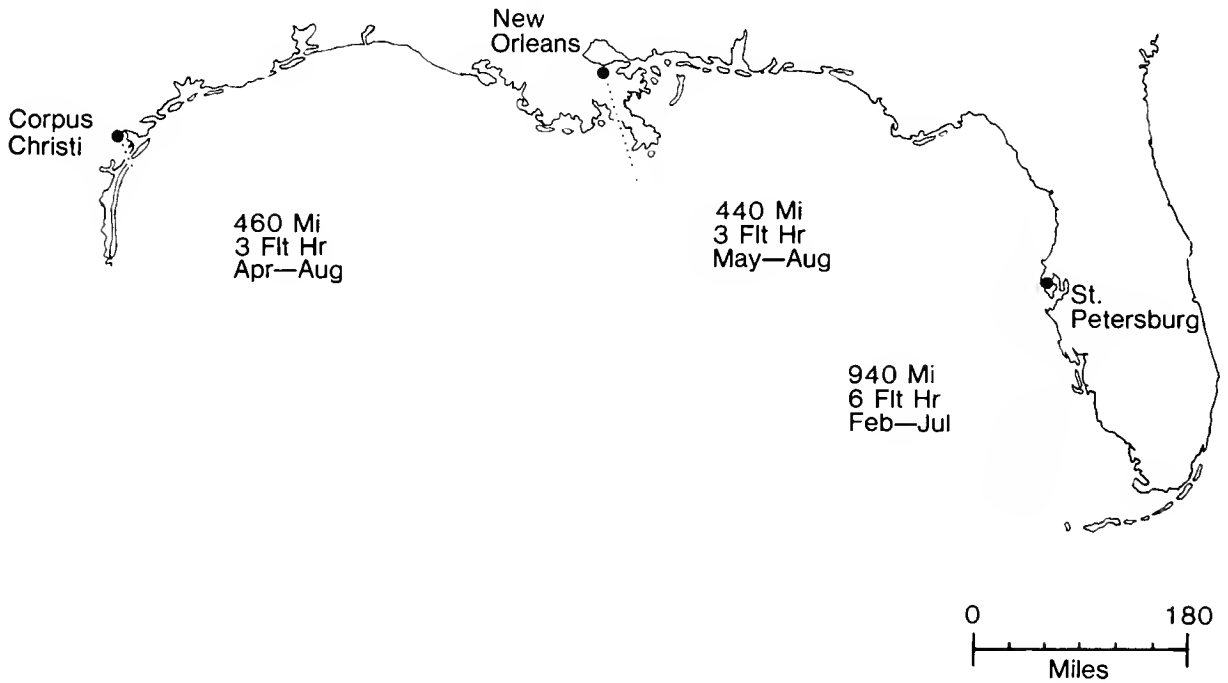 New
Orleans
Corpus
Christi
460 Mi
3 Flt Hr
Apr—Aug
440 Mi
3 Flt Hr
May—Aug
St.
Petersburg
940 Mi
6 Flt Hr
Feb—Jul
0 180
Miles